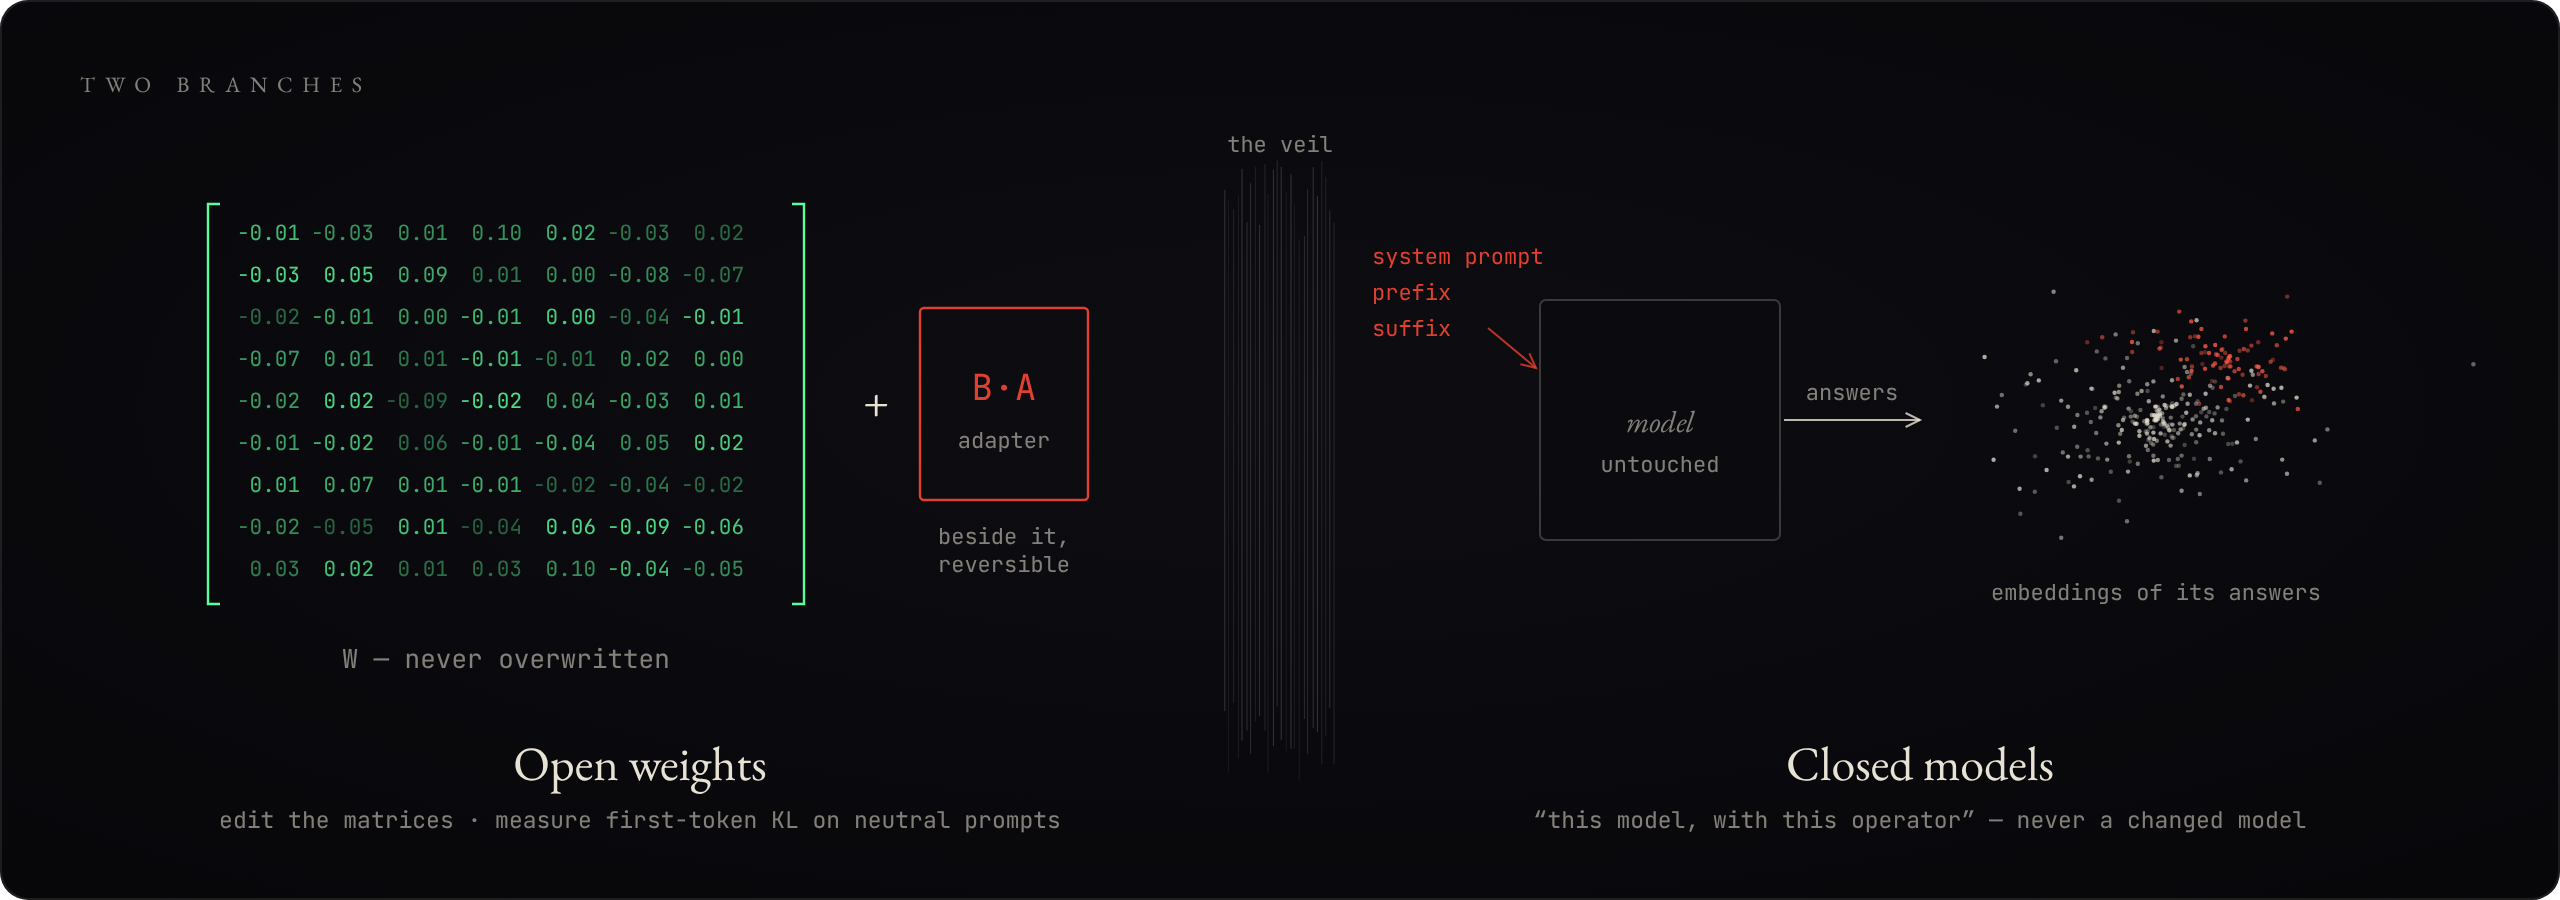 TWO BRANCHES
the veil
-0.01 -0.03 0.01 0.10 0.02 -0.03 0.02
-0.03 0.05 0.09 0.01 0.00 -0.08 -0.07
-0.02 -0.01 0.00 -0.01 0.00 -0.04 -0.01
-0.07 0.01 0.01 -0.01 -0.01 0.02 0.00
-0.02 0.02 -0.09 -0.02 0.04 -0.03 0.01
-0.01 -0.02 0.06 -0.01 -0.04 0.05 0.02
0.01 0.07 0.01 -0.01 -0.02 -0.04 -0.02
-0.02 -0.05 0.01 -0.04 0.06 -0.09 -0.06
0.03 0.02 0.01 0.03 0.10 -0.04 -0.05
W — never overwritten
+
B·A
adapter
beside it,
reversible
Open weights
edit the matrices · measure first-token KL on neutral prompts
system prompt
prefix
suffix
model
untouched
answers
embeddings of its answers
Closed models
“this model, with this operator” — never a changed model